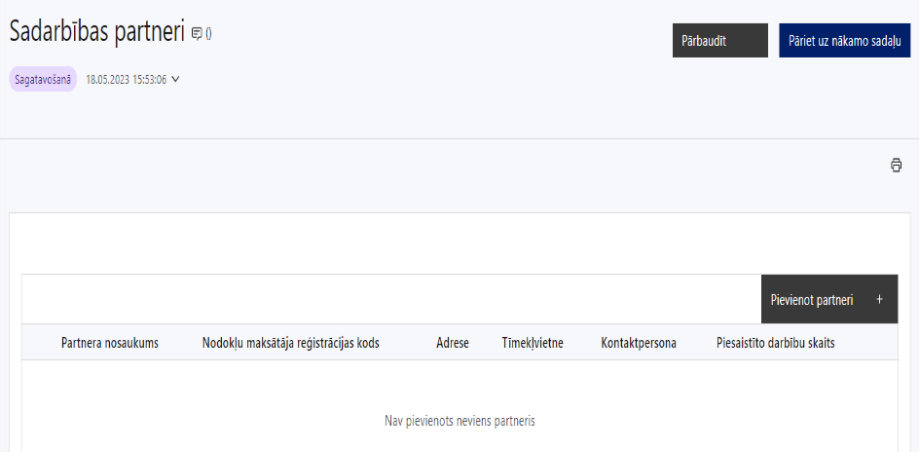 Sadarbības partneri 0
Pārbaudīt
Pāriet uz nākamo sadaļu
Sagatavošanā 18.05.2023 15:53:06
Pievienot partneri +
Partnera nosaukums Nodokļu maksātāja reģistrācijas kods Adrese Tīmekļvietne Kontaktpersona Piesaistīto darbību skaits
Nav pievienots neviens partneris